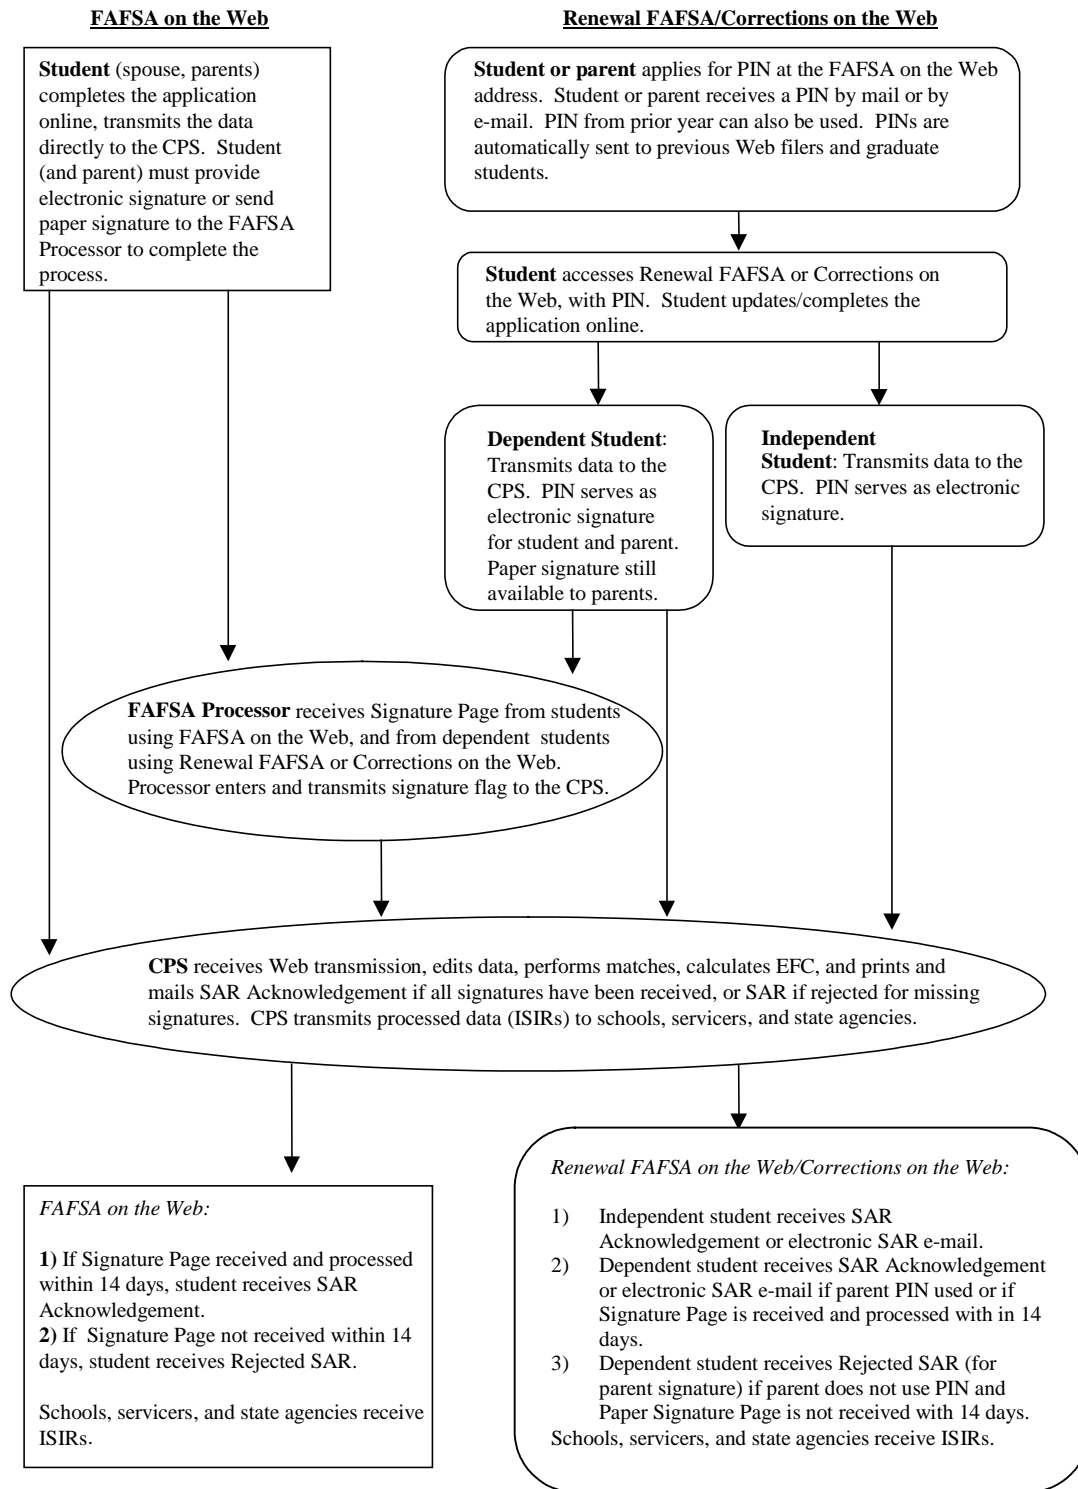 FAFSA on the Web
Renewal FAFSA/Corrections on the Web
Student (spouse, parents)
completes the application
online, transmits the data
directly to the CPS.  Student
(and parent) must provide
electronic signature or send
paper signature to the FAFSA
Processor to complete the
process.
Student or parent applies for PIN at the FAFSA on the Web
address.  Student or parent receives a PIN by mail or by
e-mail.  PIN from prior year can also be used.  PINs are
automatically sent to previous Web filers and graduate
students.
Student accesses Renewal FAFSA or Corrections on
the Web, with PIN.  Student updates/completes the
application online.
Dependent Student:
Transmits data to the
CPS.  PIN serves as
electronic signature
for student and parent.
Paper signature still
available to parents.
Independent
Student: Transmits data to the
CPS.  PIN serves as electronic
signature.
FAFSA Processor receives Signature Page from students
using FAFSA on the Web, and from dependent  students
using Renewal FAFSA or Corrections on the Web.
Processor enters and transmits signature flag to the CPS.
CPS receives Web transmission, edits data, performs matches, calculates EFC, and prints and
mails SAR Acknowledgement if all signatures have been received, or SAR if rejected for missing
signatures.  CPS transmits processed data (ISIRs) to schools, servicers, and state agencies.
FAFSA on the Web:
1) If Signature Page received and processed
within 14 days, student receives SAR
Acknowledgement.
2) If  Signature Page not received within 14
days, student receives Rejected SAR.
Schools, servicers, and state agencies receive
ISIRs.
Renewal FAFSA on the Web/Corrections on the Web:
1) Independent student receives SAR
Acknowledgement or electronic SAR e-mail.
2) Dependent student receives SAR Acknowledgement
or electronic SAR e-mail if parent PIN used or if
Signature Page is received and processed with in 14
days.
3) Dependent student receives Rejected SAR (for
parent signature) if parent does not use PIN and
Paper Signature Page is not received with 14 days.
Schools, servicers, and state agencies receive ISIRs.